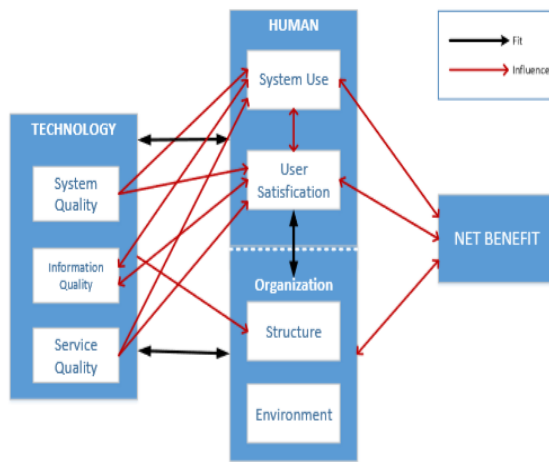 HUMAN
Fit
Influence
System Use
TECHNOLOGY
System
Quality
User
Satisfication
Information
Quality
NET BENEFIT
Organization
Structure
Service
Quality
Environment